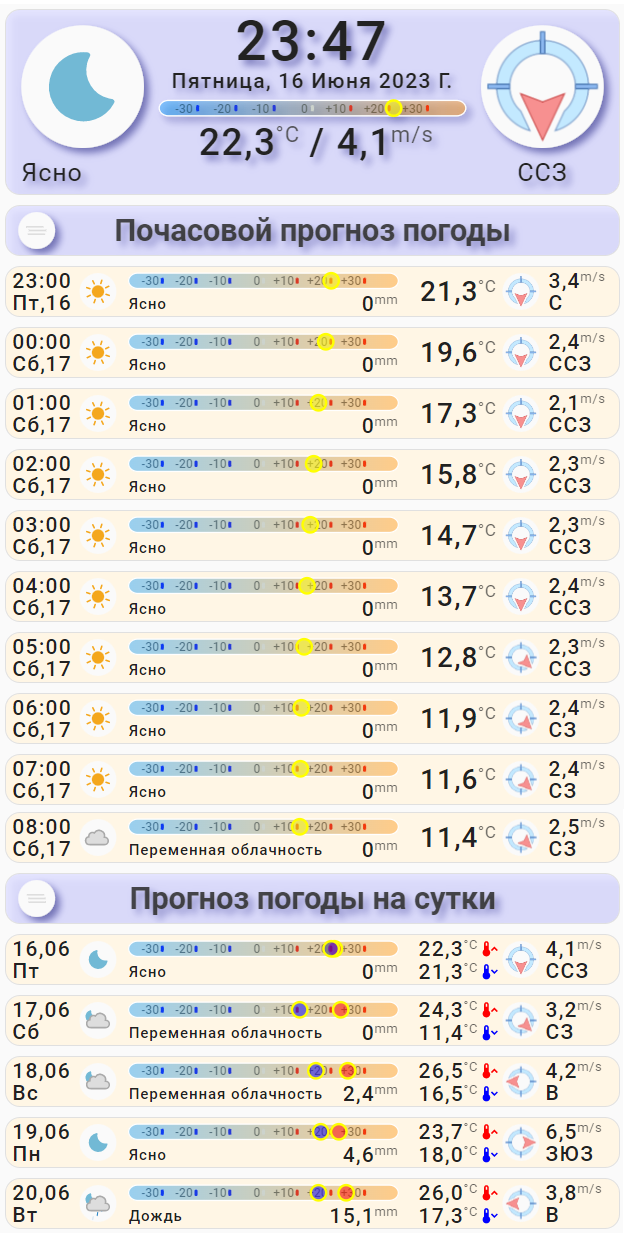 23:47
Пятница, 16 Июня 2023 Г.
-30 -20 -10 0 +10 +20 +30
22,3°C / 4,1m/s
Ясно
ССЗ
Почасовой прогноз погоды
23:00 -30 -20 -10 0 +10 +20 +30 21,3°C 3,4m/s
Пт,16 Ясно 0mm С
00:00 -30 -20 -10 0 +10 +20 +30 19,6°C 2,4m/s
Сб,17 Ясно 0mm ССЗ
01:00 -30 -20 -10 0 +10 +20 +30 17,3°C 2,1m/s
Сб,17 Ясно 0mm ССЗ
02:00 -30 -20 -10 0 +10 +20 +30 15,8°C 2,3m/s
Сб,17 Ясно 0mm ССЗ
03:00 -30 -20 -10 0 +10 +20 +30 14,7°C 2,3m/s
Сб,17 Ясно 0mm ССЗ
04:00 -30 -20 -10 0 +10 +20 +30 13,7°C 2,4m/s
Сб,17 Ясно 0mm ССЗ
05:00 -30 -20 -10 0 +10 +20 +30 12,8°C 2,3m/s
Сб,17 Ясно 0mm ССЗ
06:00 -30 -20 -10 0 +10 +20 +30 11,9°C 2,4m/s
Сб,17 Ясно 0mm СЗ
07:00 -30 -20 -10 0 +10 +20 +30 11,6°C 2,4m/s
Сб,17 Ясно 0mm СЗ
08:00 -30 -20 -10 0 +10 +20 +30 11,4°C 2,5m/s
Сб,17 Переменная облачность 0mm СЗ
Прогноз погоды на сутки
16,06 -30 -20 -10 0 +10 +20 +30 22,3°C 4,1m/s
Пт Ясно 0mm 21,3°C ССЗ
17,06 -30 -20 -10 0 +10 +20 +30 24,3°C 3,2m/s
Сб Переменная облачность 0mm 11,4°C СЗ
18,06 -30 -20 -10 0 +10 +20 +30 26,5°C 4,2m/s
Вс Переменная облачность 2,4mm 16,5°C В
19,06 -30 -20 -10 0 +10 +20 +30 23,7°C 6,5m/s
Пн Ясно 4,6mm 18,0°C ЗЮЗ
20,06 -30 -20 -10 0 +10 +20 +30 26,0°C 3,8m/s
Вт Дождь 15,1mm 17,3°C В